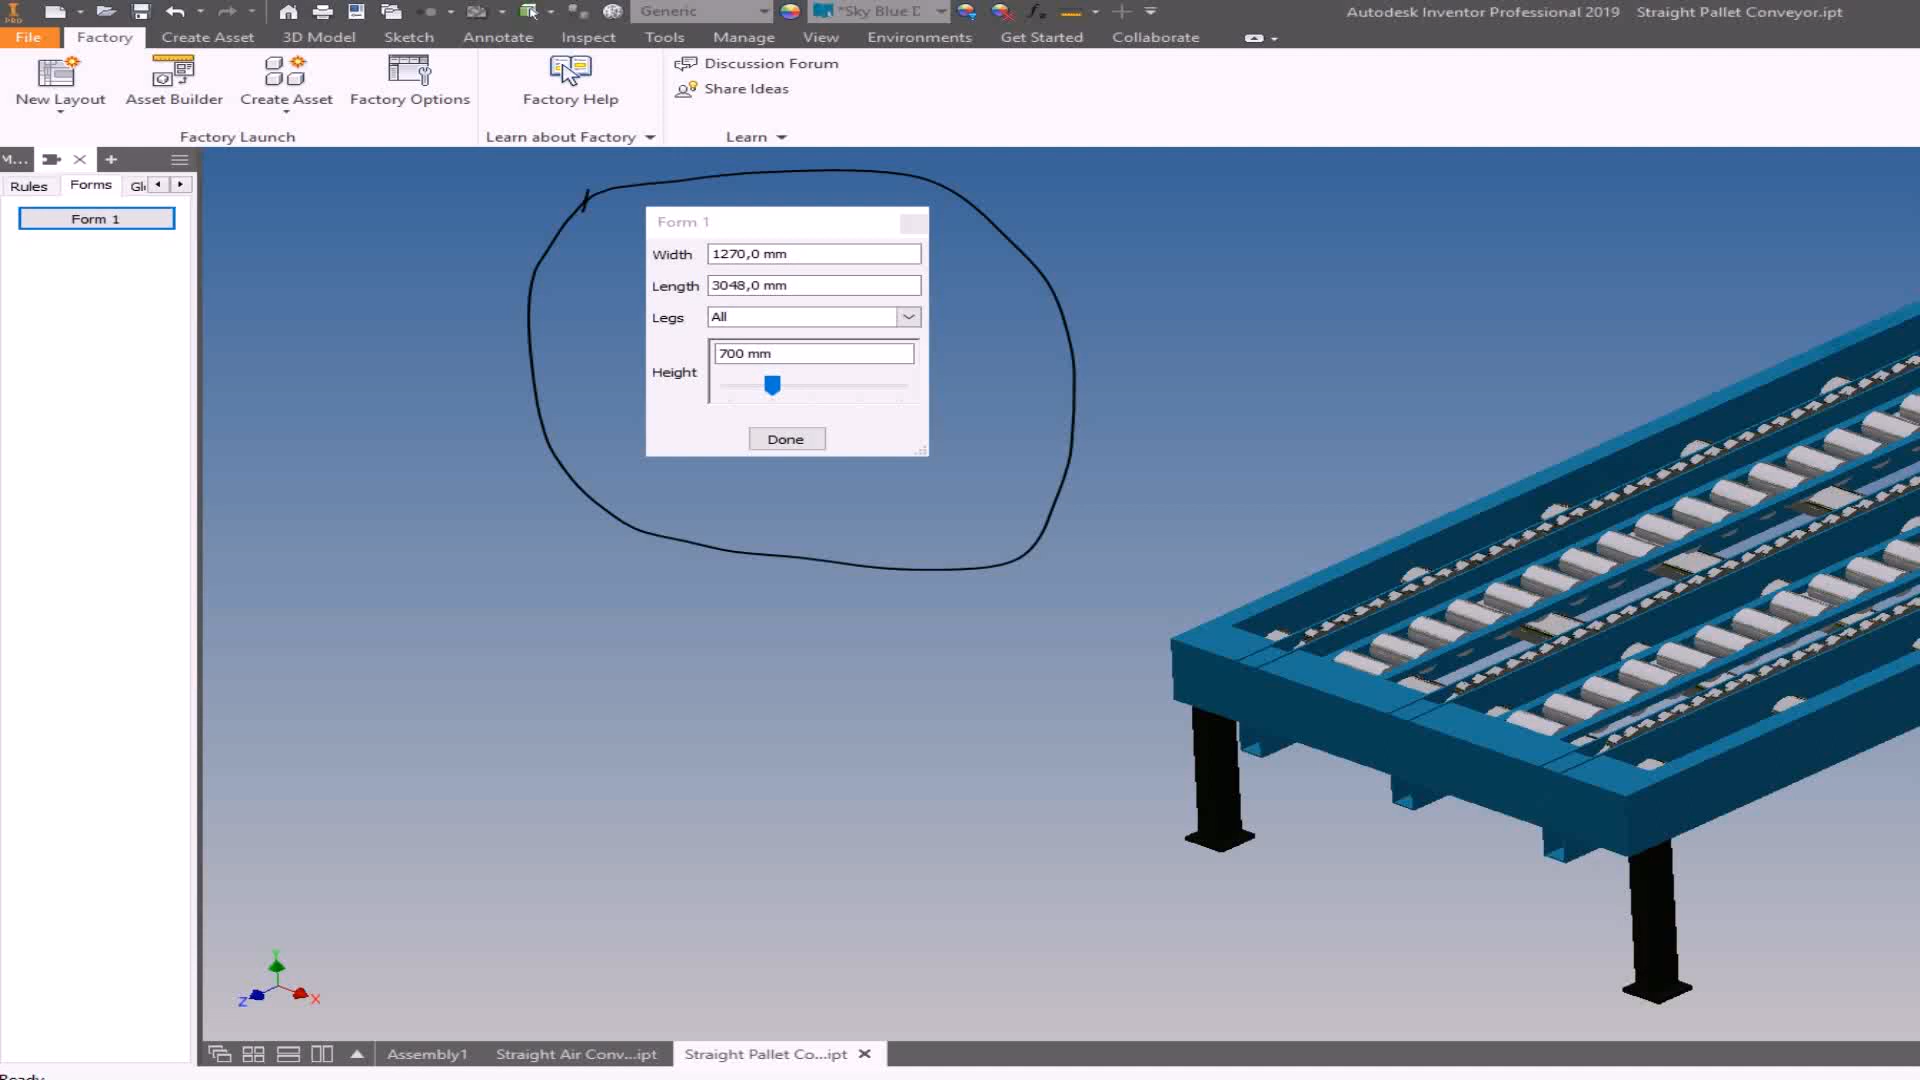 PRO
Generic
*Sky Blue D
Autodesk Inventor Professional 2019 Straight Pallet Conveyor.ipt
File Factory Create Asset 3D Model Sketch Annotate Inspect Tools Manage View Environments Get Started Collaborate
New Layout
Asset Builder
Create Asset
Factory Options
Factory Help
Discussion Forum
Share Ideas
Factory Launch
Learn about Factory
Learn
M...
Rules
Forms
Gl
Form 1
Form 1
Width 1270,0 mm
Length 3048,0 mm
Legs All
Height 700 mm
Done
Y
Z
X
Assembly1
Straight Air Conv...ipt
Straight Pallet Co...ipt
Ready